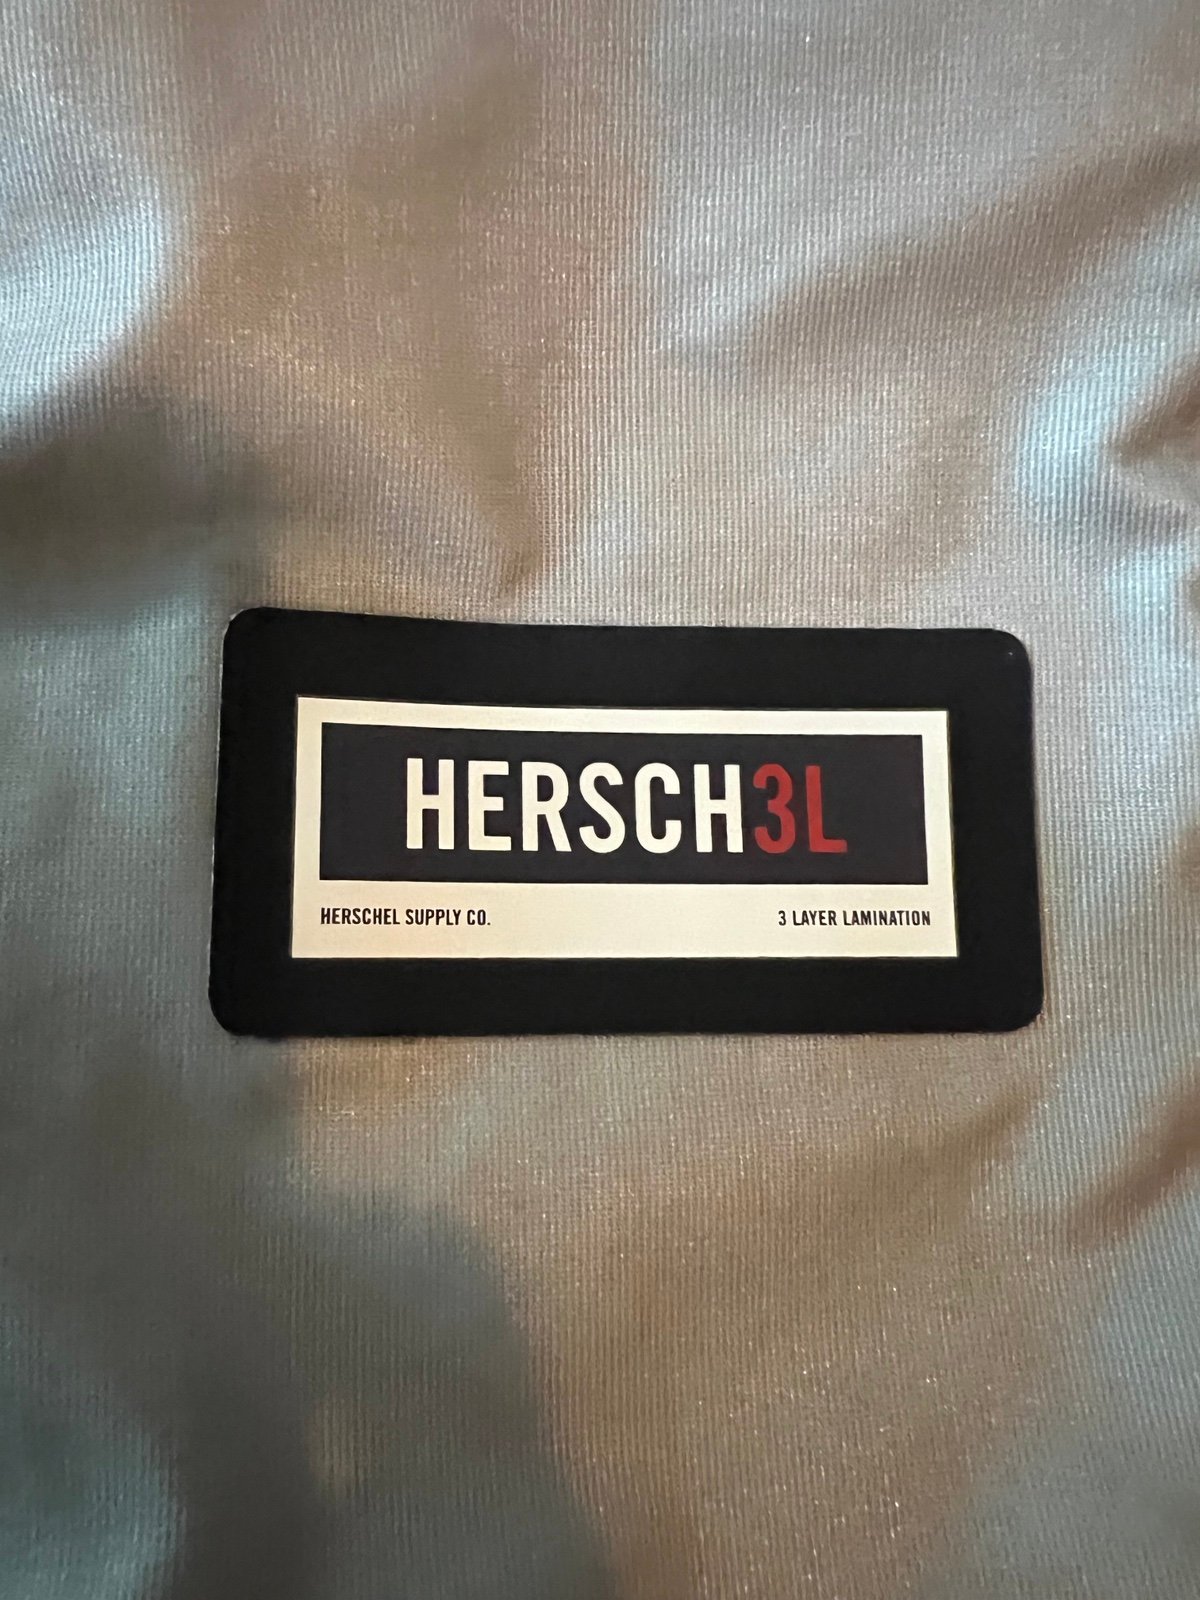 HERSCH3L
HERSCHEL SUPPLY CO. 3 LAYER LAMINATION